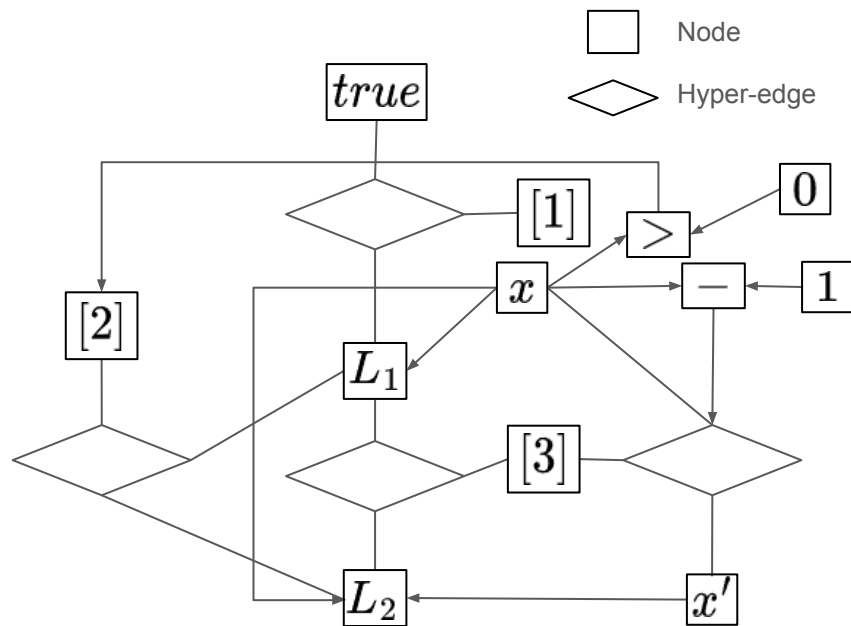 Node
true
Hyper-edge
[1]
0
>
x
−
1
[2]
L₁
[3]
L₂
x′